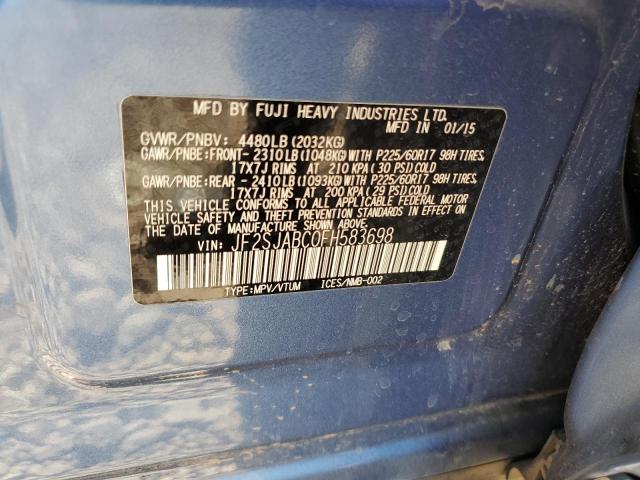 MFD BY FUJI HEAVY INDUSTRIES LTD.
MFD IN 01/15
GVWR/PNBV: 4480LB(2032KG)
GAWR/PNBE:FRONT- 2310LB(1048KG)WITH P225/60R17 98H TIRES,
17X7J RIMS AT 210 KPA(30 PSI)COLD
GAWR/PNBE:REAR - 2410LB(1093KG)WITH P225/60R17 98H TIRES,
17X7J RIMS AT 200 KPA(29 PSI)COLD
THIS VEHICLE CONFORMS TO ALL APPLICABLE FEDERAL MOTOR
VEHICLE SAFETY AND THEFT PREVENTION STANDARDS IN EFFECT ON
THE DATE OF MANUFACTURE SHOWN ABOVE.
VIN: JF2SJABC0FH583698
TYPE:MPV/VTUM ICES/NMB-002